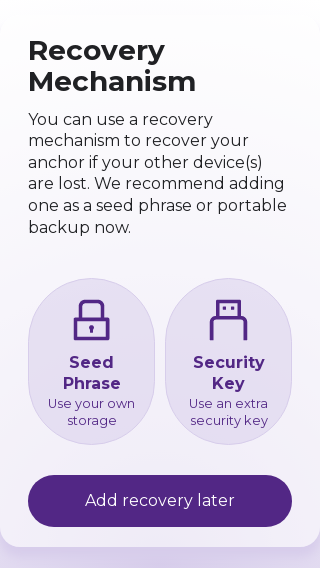 Recovery
Mechanism
You can use a recovery
mechanism to recover your
anchor if your other device(s)
are lost. We recommend adding
one as a seed phrase or portable
backup now.
Seed
Phrase
Use your own
storage
Security
Key
Use an extra
security key
Add recovery later